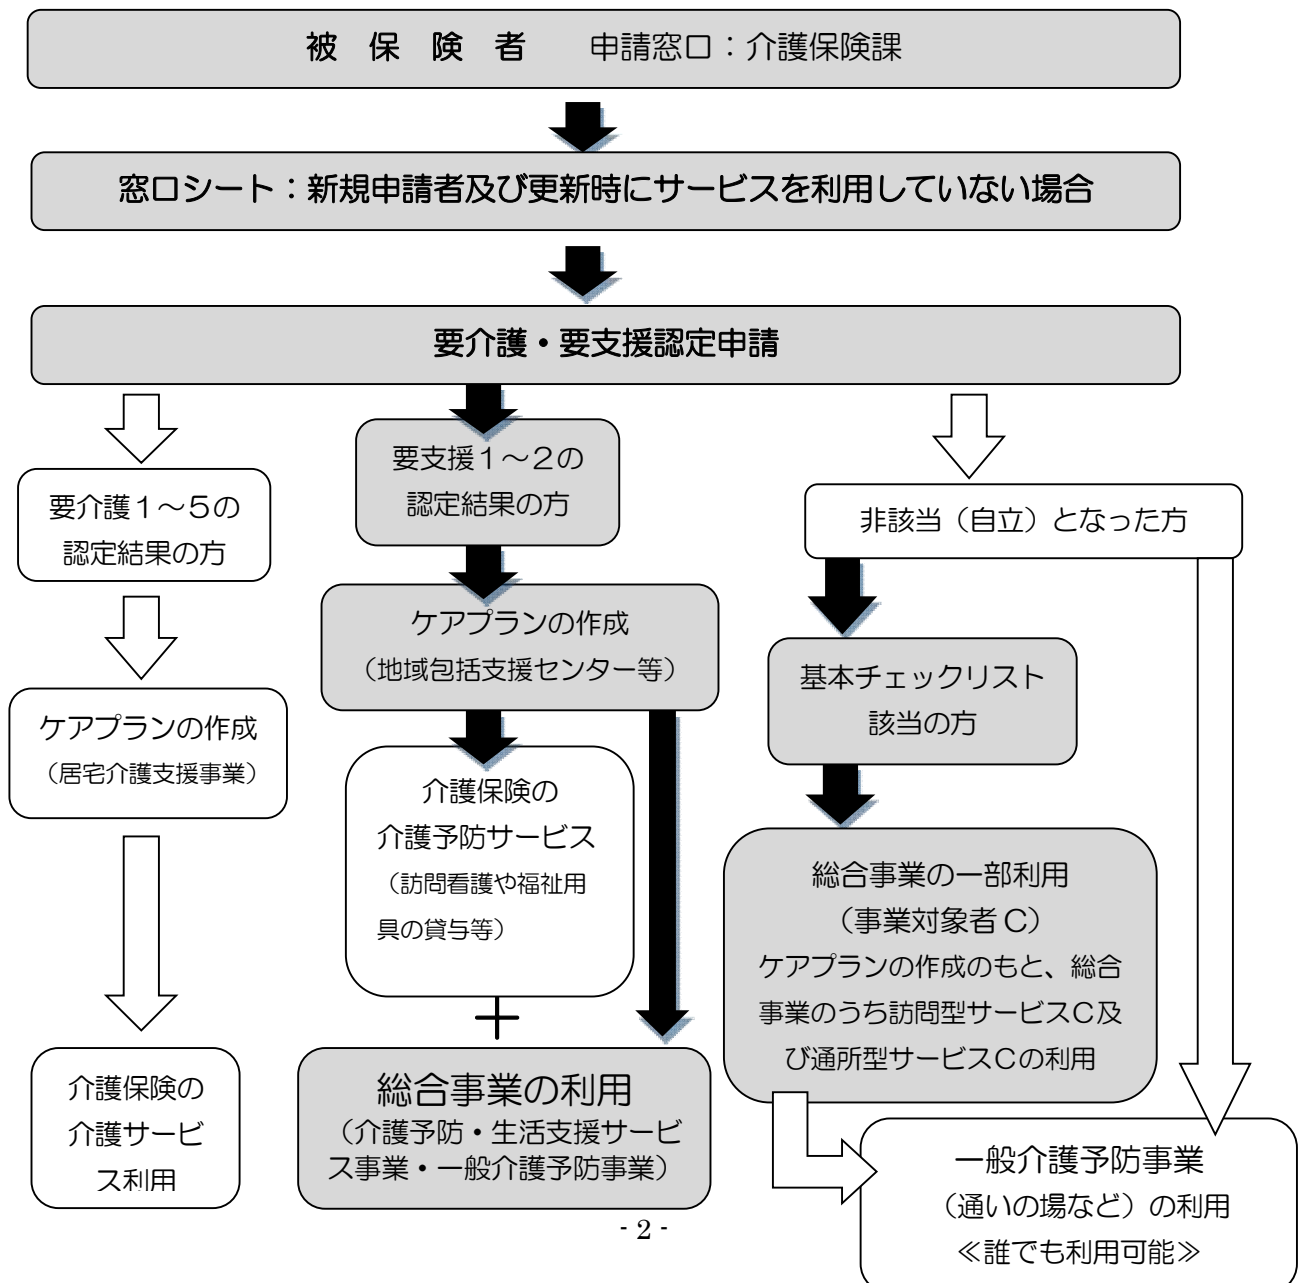 被 保 険 者 申請窓口：介護保険課
窓口シート：新規申請者及び更新時にサービスを利用していない場合
要介護・要支援認定申請
要介護１～５の
認定結果の方
ケアプランの作成
（居宅介護支援事業）
介護保険の
介護サービ
ス利用
要支援１～２の
認定結果の方
ケアプランの作成
（地域包括支援センター等）
介護保険の
介護予防サービス
（訪問看護や福祉用
具の貸与等）
＋
総合事業の利用
（介護予防・生活支援サービ
ス事業・一般介護予防事業）
非該当（自立）となった方
基本チェックリスト
該当の方
総合事業の一部利用
（事業対象者 C）
ケアプランの作成のもと、総合
事業のうち訪問型サービスＣ及
び通所型サービスＣの利用
一般介護予防事業
（通いの場など）の利用
≪誰でも利用可能≫
- 2 -